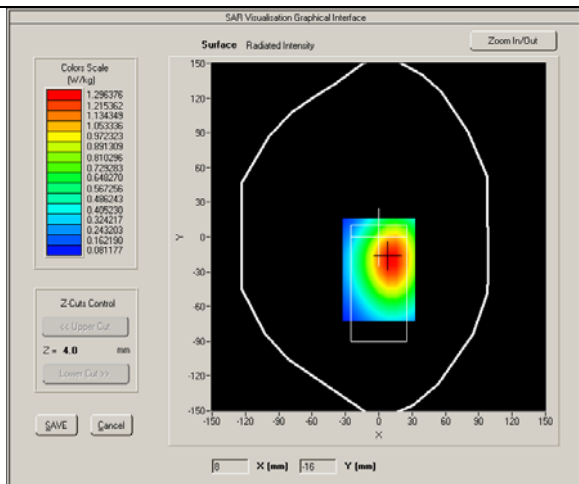 SAR Visualisation Graphical Interface
Surface Radiated Intensity
Zoom In/Out
Colors Scale
(W/kg)
1.296376
1.215362
1.134349
1.053336
0.972323
0.891309
0.810296
0.729283
0.648270
0.567256
0.486243
0.405230
0.324217
0.243203
0.162190
0.081177
Z-Cuts Control
<< Upper Cut
Z = 4.0 mm
Lower Cut >>
SAVE Cancel
150
120
90
60
30
0
-30
-60
-90
-120
-150
Y
-150 -120 -90 -60 -30 0 30 60 90 120 150
X
8 X (mm) -16 Y (mm)